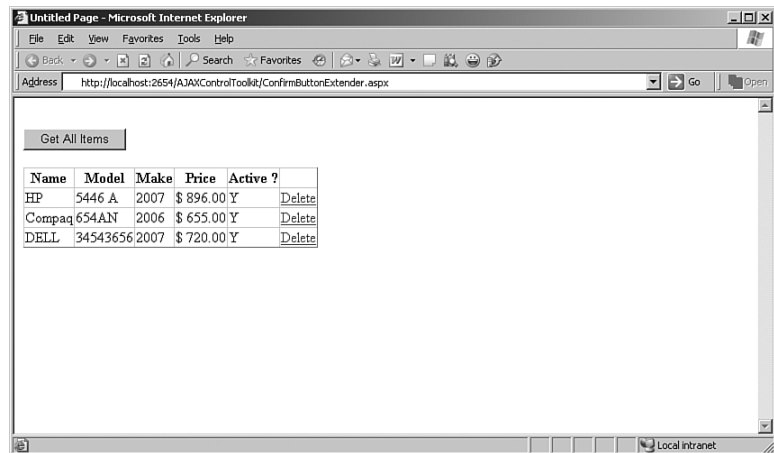 Untitled Page - Microsoft Internet Explorer
File Edit View Favorites Tools Help
Back Search Favorites
Address http://localhost:2654/AJAXControlToolkit/ConfirmButtonExtender.aspx Go Open
Get All Items
Name Model Make Price Active ?
HP 5446 A 2007 $ 896.00 Y Delete
Compaq 654AN 2006 $ 655.00 Y Delete
DELL 34543656 2007 $ 720.00 Y Delete
Local intranet